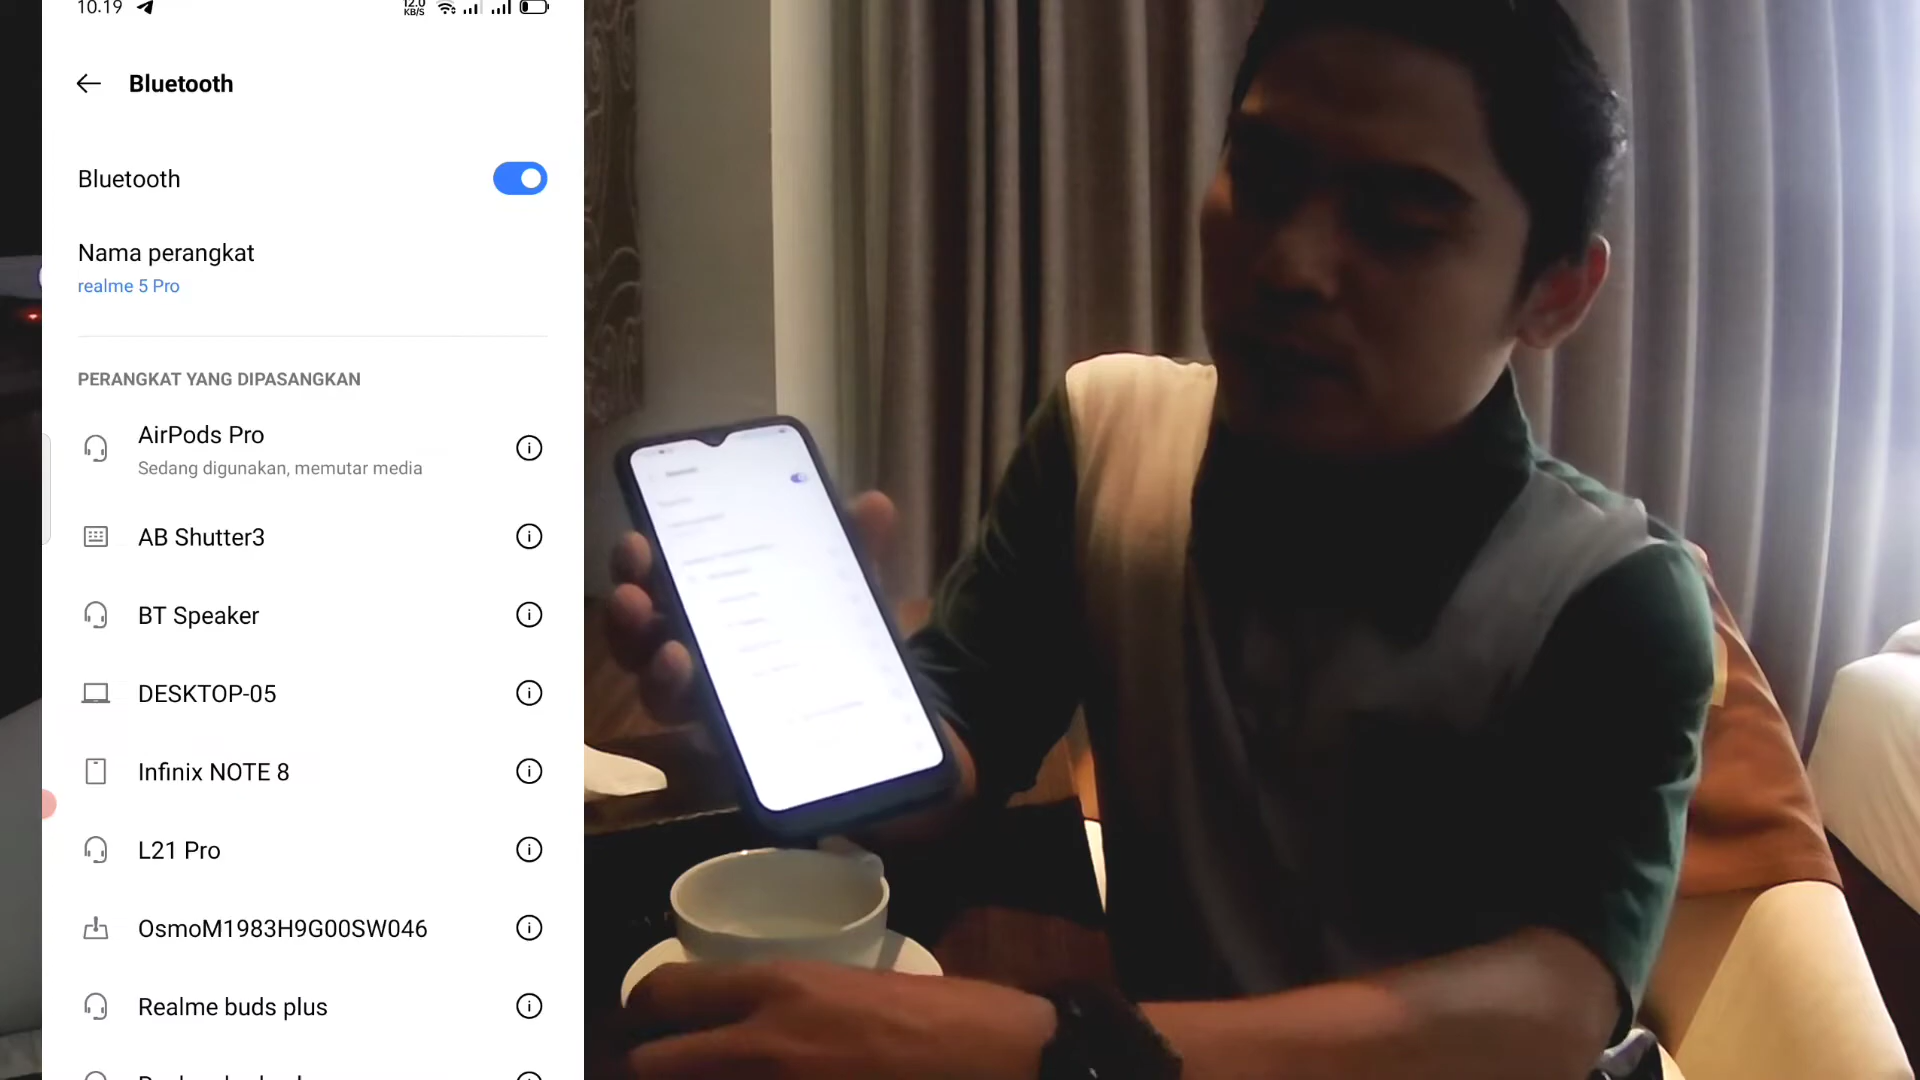 10.19
12.0
KB/S
Bluetooth
Bluetooth
Nama perangkat
realme 5 Pro
PERANGKAT YANG DIPASANGKAN
AirPods Pro
Sedang digunakan, memutar media
AB Shutter3
BT Speaker
DESKTOP-05
Infinix NOTE 8
L21 Pro
OsmoM1983H9G00SW046
Realme buds plus